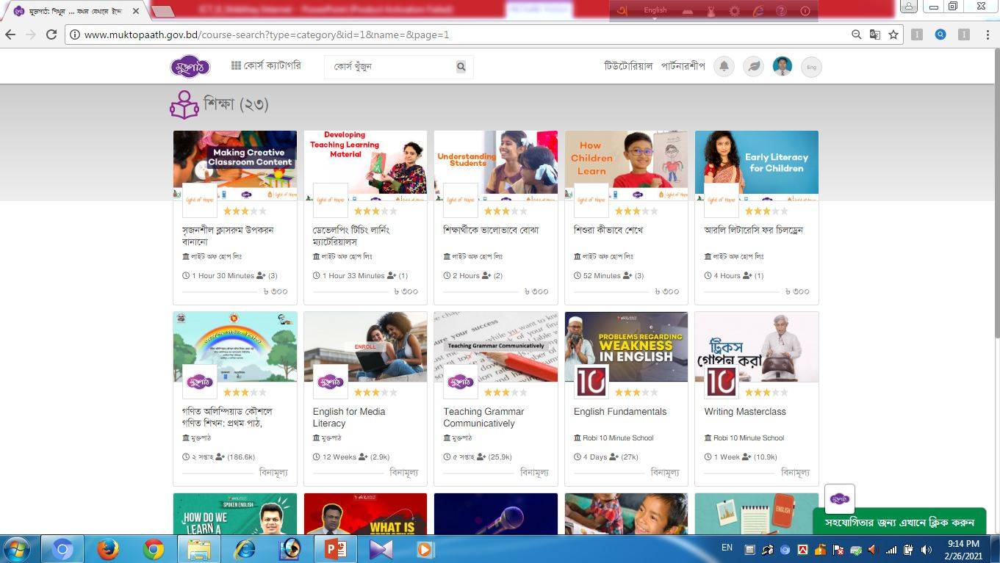 মুক্তপাঠ: শিখুন ... যখন যেখানে ইচ্ছে
English
www.muktopaath.gov.bd/course-search?type=category&id=1&name=&page=1
মুক্তপাঠ
কোর্স ক্যাটাগরি
কোর্স খুঁজুন
টিউটোরিয়াল পার্টনারশীপ
Eng
শিক্ষা (২৩)
Making Creative
Classroom Content
Developing
Teaching Learning
Material
Understanding
Students
How
Children
Learn
Early Literacy
for Children
light of Hope
light of Hope
light of Hope
light of Hope
light of Hope
সৃজনশীল ক্লাসরুম উপকরন
বানানো
লাইট অফ হোপ লিঃ
1 Hour 30 Minutes (3)
৳ ৩০০
ডেভেলপিং টিচিং লার্নিং
ম্যাটেরিয়ালস
লাইট অফ হোপ লিঃ
1 Hour 33 Minutes (1)
৳ ৩০০
শিক্ষার্থীকে ভালোভাবে বোঝা
লাইট অফ হোপ লিঃ
2 Hours (2)
৳ ৩০০
শিশুরা কীভাবে শেখে
লাইট অফ হোপ লিঃ
52 Minutes (3)
৳ ৩০০
আরলি লিটারেসি ফর চিলড্রেন
লাইট অফ হোপ লিঃ
4 Hours (1)
৳ ৩০০
মুক্তপাঠ
গণিত অলিম্পিয়াড কৌশলে
গণিত শিখন: প্রথম পাঠ,
মুক্তপাঠ
২ সপ্তাহ (186.6k)
বিনামূল্য
ENROLL
মুক্তপাঠ
English for Media
Literacy
মুক্তপাঠ
12 Weeks (2.9k)
বিনামূল্য
Teaching Grammar Communicatively
মুক্তপাঠ
Teaching Grammar
Communicatively
মুক্তপাঠ
৫ সপ্তাহ (25.9k)
বিনামূল্য
PROBLEMS REGARDING
WEAKNESS
IN ENGLISH
10
English Fundamentals
Robi 10 Minute School
4 Days (27k)
বিনামূল্য
ট্রিকস
গোপন করা
10
Writing Masterclass
Robi 10 Minute School
1 Week (10.9k)
বিনামূল্য
SPOKEN ENGLISH
HOW DO WE
LEARN A
WHAT IS
ENGLISH
সহযোগিতার জন্য এখানে ক্লিক করুন
EN
9:14 PM
2/26/2021